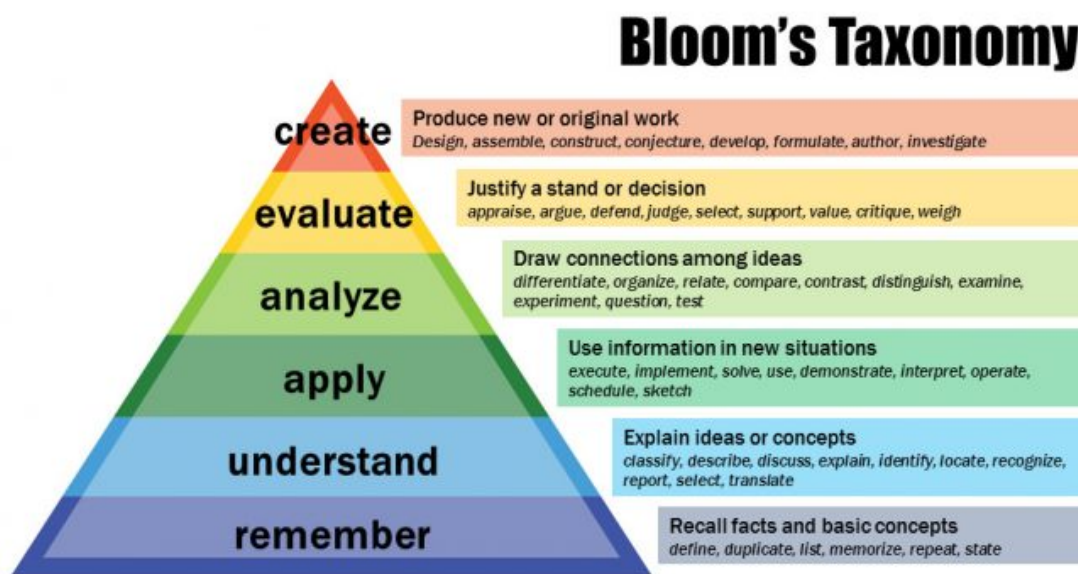 Bloom's Taxonomy
create
Produce new or original work
Design, assemble, construct, conjecture, develop, formulate, author, investigate
evaluate
Justify a stand or decision
appraise, argue, defend, judge, select, support, value, critique, weigh
analyze
Draw connections among ideas
differentiate, organize, relate, compare, contrast, distinguish, examine,
experiment, question, test
apply
Use information in new situations
execute, implement, solve, use, demonstrate, interpret, operate,
schedule, sketch
understand
Explain ideas or concepts
classify, describe, discuss, explain, identify, locate, recognize,
report, select, translate
remember
Recall facts and basic concepts
define, duplicate, list, memorize, repeat, state